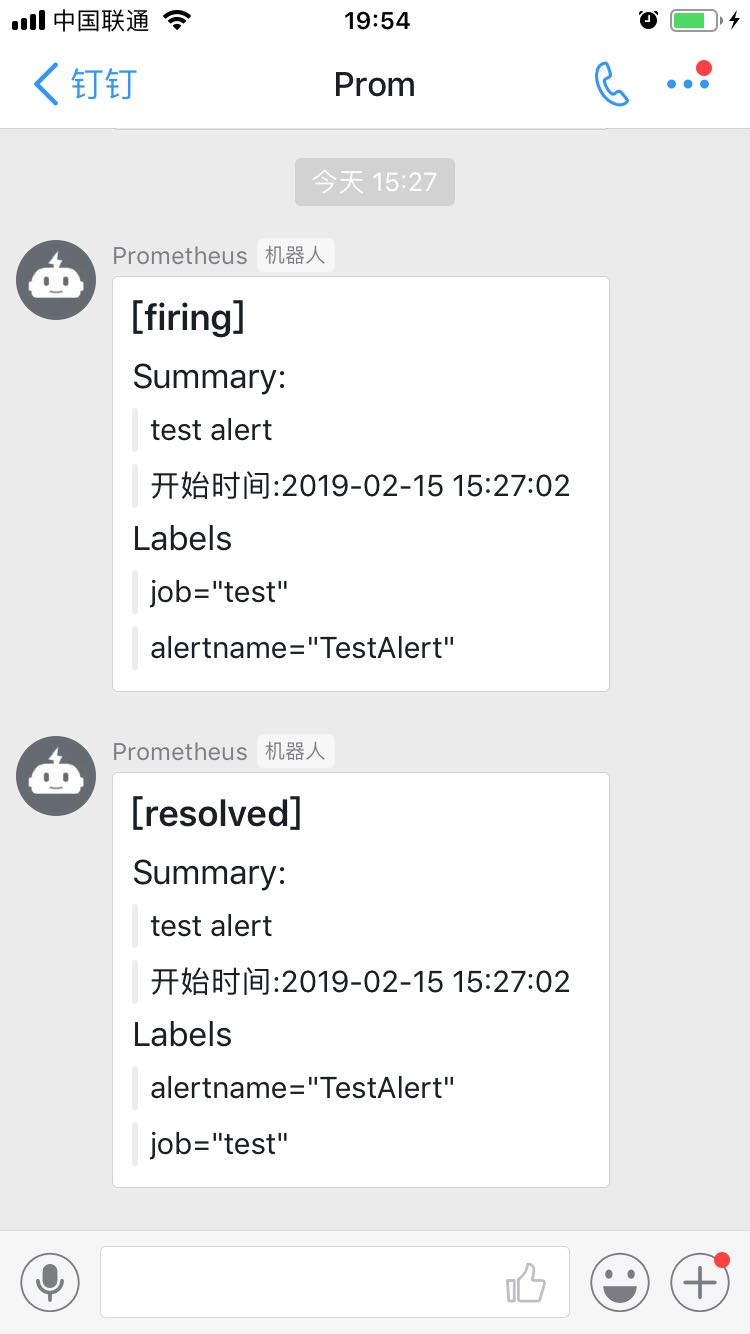 中国联通 19:54
钉钉 Prom
今天 15:27
Prometheus 机器人
[firing]
Summary:
test alert
开始时间:2019-02-15 15:27:02
Labels
job="test"
alertname="TestAlert"
Prometheus 机器人
[resolved]
Summary:
test alert
开始时间:2019-02-15 15:27:02
Labels
alertname="TestAlert"
job="test"